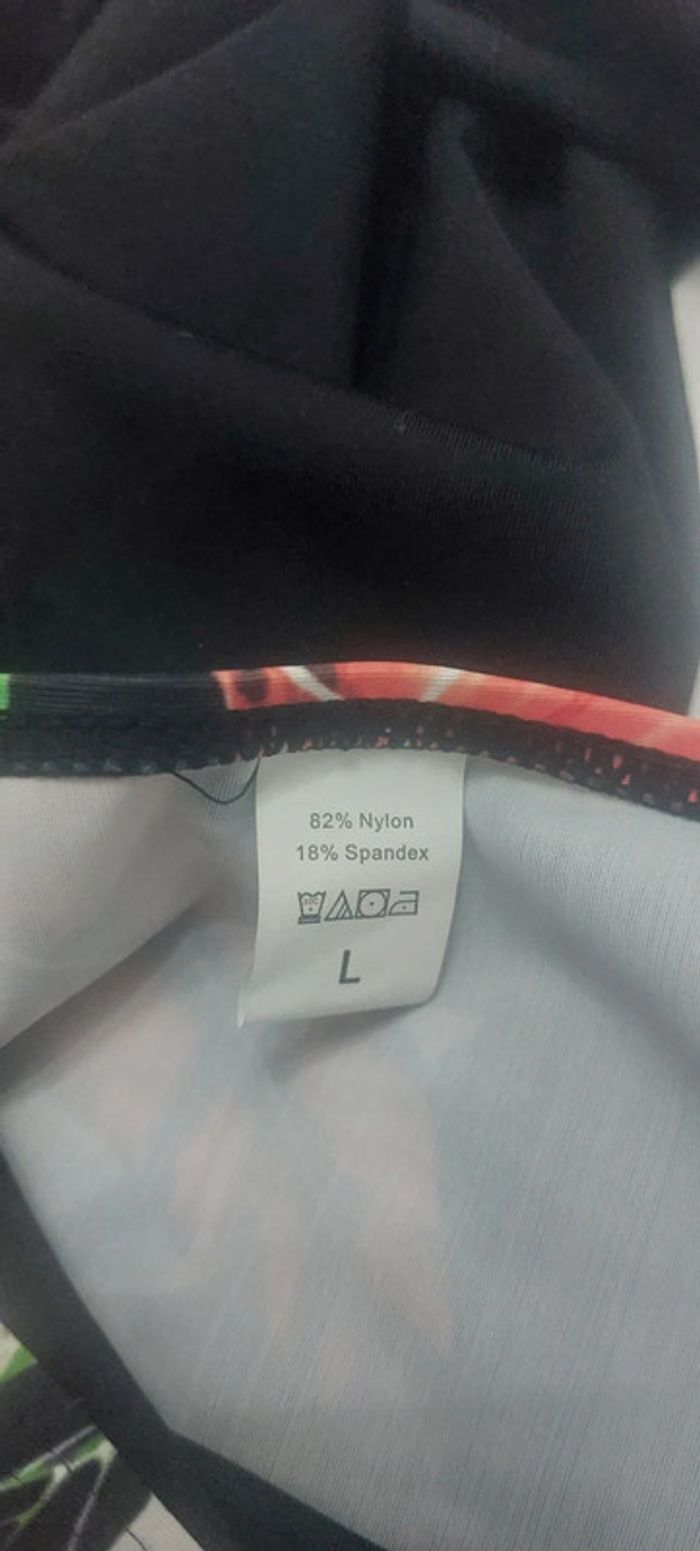 82% Nylon
18% Spandex
L